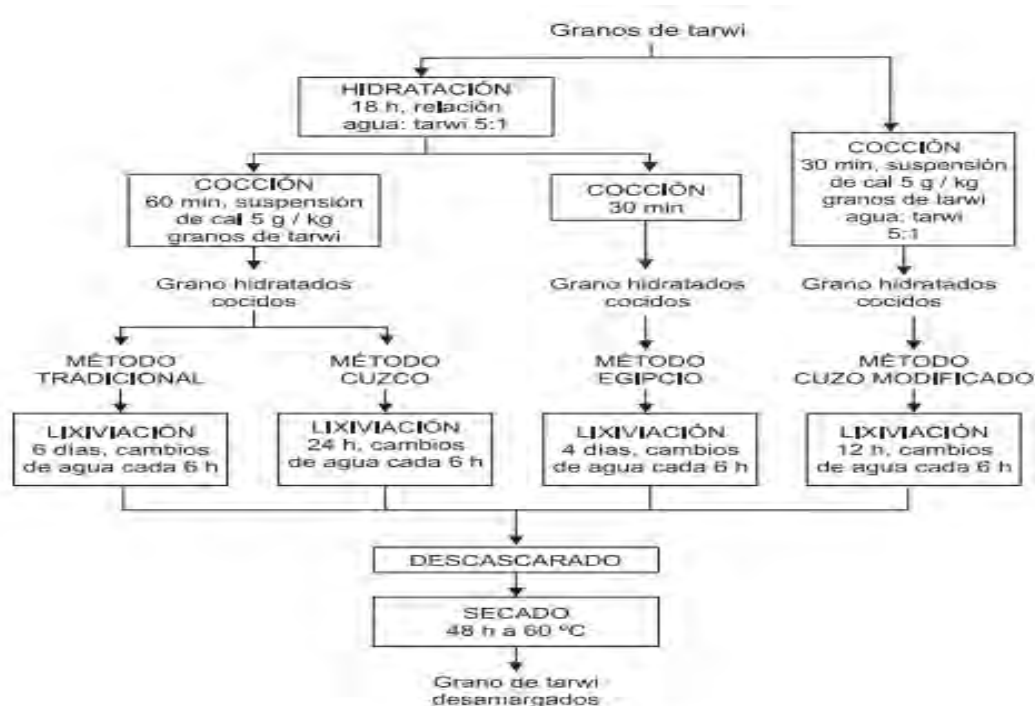 Granos de tarwi
HIDRATACIÓN
18 h, relación
agua: tarwi 5:1
COCCIÓN
60 min, suspensión
de cal 5 g / kg
granos de tarwi
COCCIÓN
30 min
COCCIÓN
30 min, suspensión
de cal 5 g / kg
granos de tarwi
agua: tarwi
5:1
Grano hidratados
cocidos
Grano hidratados
cocidos
Grano hidratados
cocidos
MÉTODO
TRADICIONAL
MÉTODO
CUZCO
MÉTODO
EGIPCIO
MÉTODO
CUZO MODIFICADO
LIXIVIACIÓN
6 días, cambios
de agua cada 6 h
LIXIVIACIÓN
24 h, cambios
de agua cada 6 h
LIXIVIACIÓN
4 días, cambios
de agua cada 6 h
LIXIVIACIÓN
12 h, cambios
de agua cada 6 h
DESCASCARADO
SECADO
48 h a 60 ºC
Grano de tarwi
desamargados